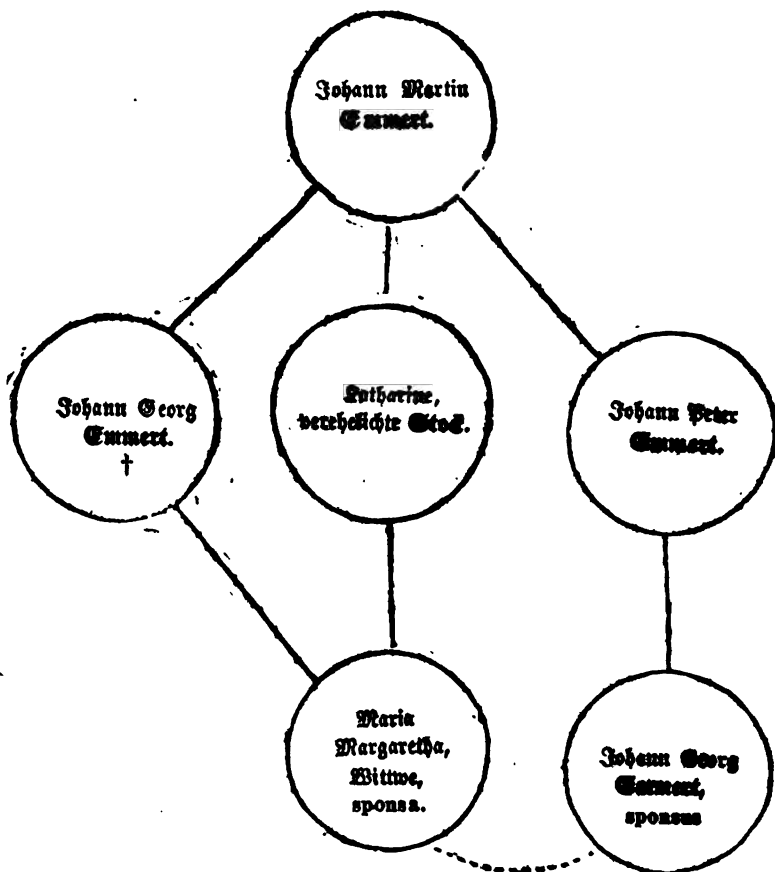 Johann Martin
Emmert.
Johann Georg
Emmert.
†
Katharine,
verehelichte Stock.
Johann Peter
Emmert.
Maria
Margaretha,
Wittwe,
sponsa.
Johann Georg
Emmert,
sponsus